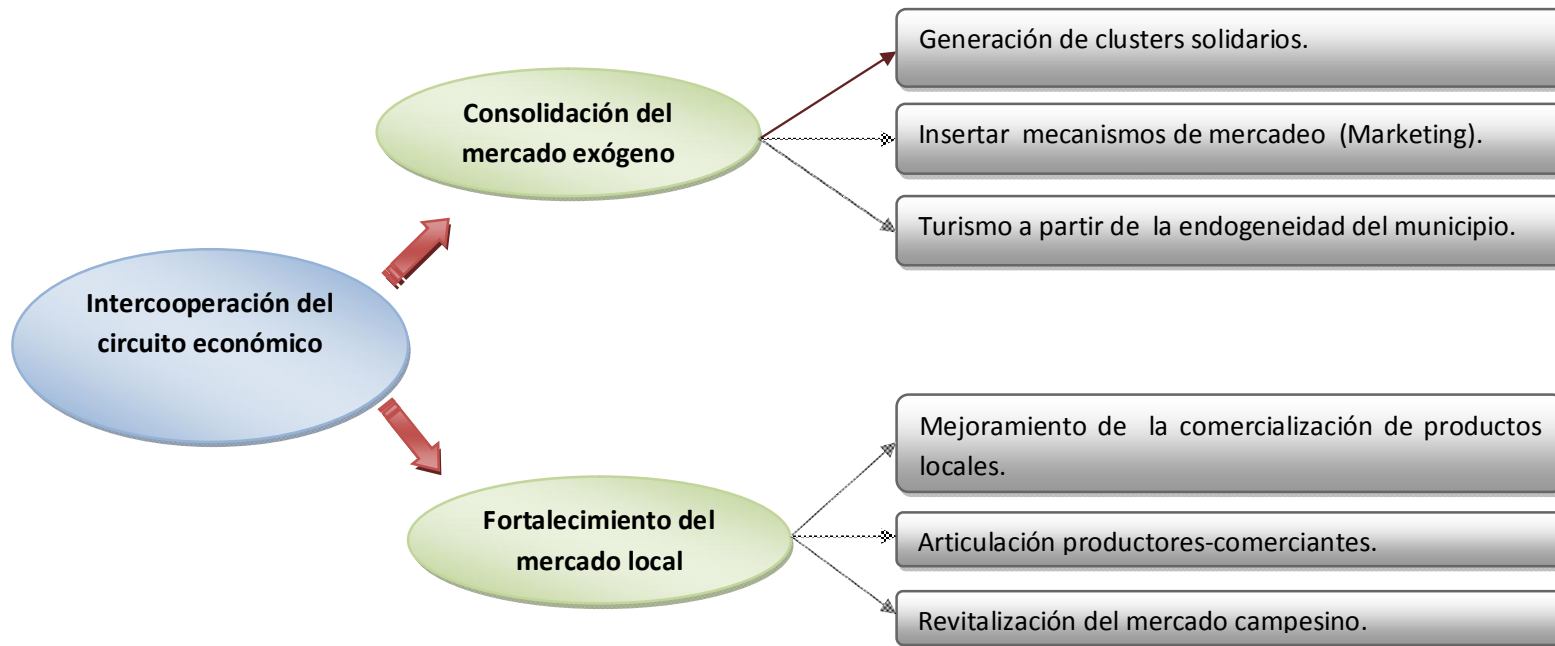 Generación de clusters solidarios.
Consolidación del
mercado exógeno
Insertar mecanismos de mercadeo (Marketing).
Turismo a partir de la endogeneidad del municipio.
Intercooperación del
circuito económico
Mejoramiento de la comercialización de productos
locales.
Fortalecimiento del
mercado local
Articulación productores-comerciantes.
Revitalización del mercado campesino.